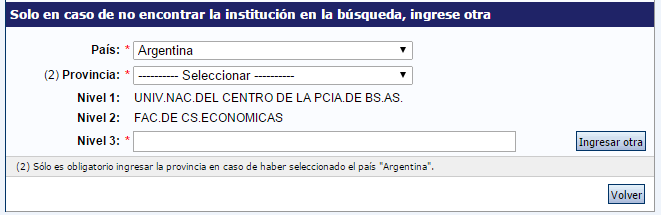 Solo en caso de no encontrar la institución en la búsqueda, ingrese otra
País: * Argentina
(2) Provincia: * ---------- Seleccionar ----------
Nivel 1: UNIV.NAC.DEL CENTRO DE LA PCIA.DE BS.AS.
Nivel 2: FAC.DE CS.ECONOMICAS
Nivel 3: * Ingresar otra
(2) Sólo es obligatorio ingresar la provincia en caso de haber seleccionado el país "Argentina".
Volver